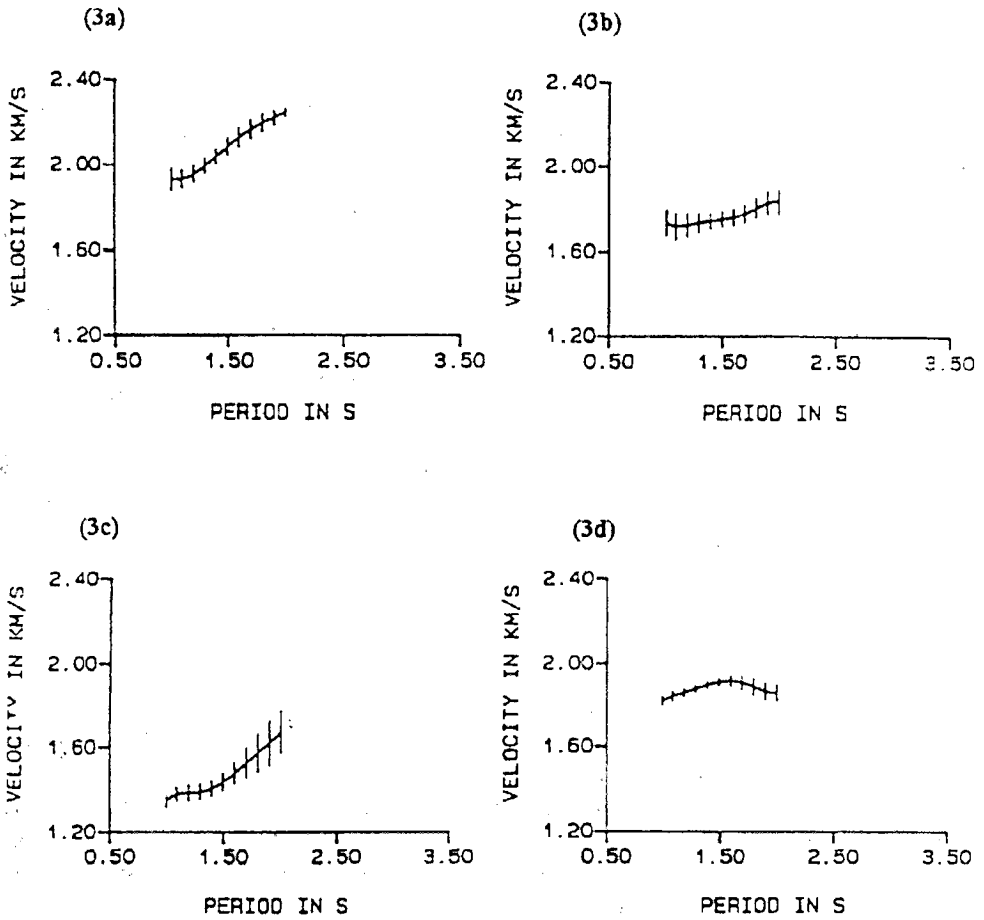 (3a)
VELOCITY IN KM/S
2.40
2.00
1.60
1.20
0.50 1.50 2.50 3.50
PERIOD IN S
(3b)
VELOCITY IN KM/S
2.40
2.00
1.60
1.20
0.50 1.50 2.50 3.50
PERIOD IN S
(3c)
VELOCITY IN KM/S
2.40
2.00
1.60
1.20
0.50 1.50 2.50 3.50
PERIOD IN S
(3d)
VELOCITY IN KM/S
2.40
2.00
1.60
1.20
0.50 1.50 2.50 3.50
PERIOD IN S